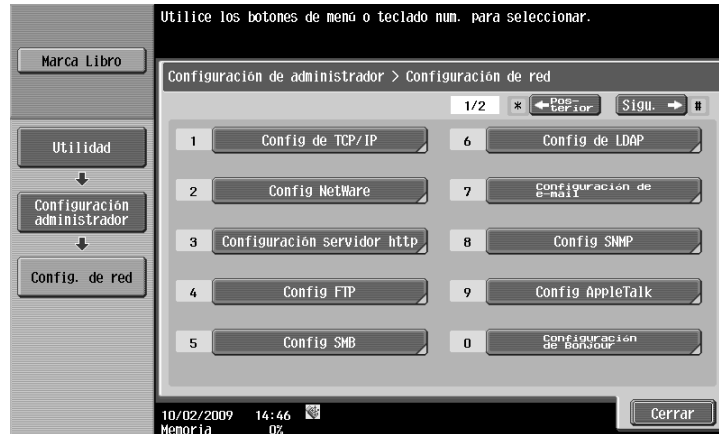 Utilice los botones de menú o teclado num. para seleccionar.
Marca Libro
Configuración de administrador > Configuración de red
1/2 * Pos-
terior Sigu. #
Utilidad
Configuración
administrador
Config. de red
1 Config de TCP/IP
2 Config NetWare
3 Configuración servidor http
4 Config FTP
5 Config SMB
6 Config de LDAP
7 Configuración de
e-mail
8 Config SNMP
9 Config AppleTalk
0 Configuración
de Bonjour
10/02/2009 14:46
Memoria 0%
Cerrar